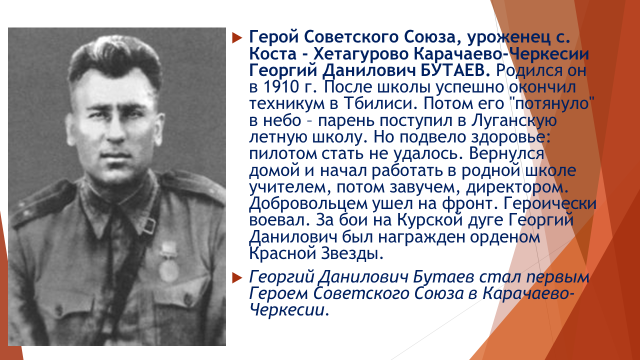 Герой Советского Союза, уроженец с.
Коста - Хетагурово Карачаево-Черкесии
Георгий Данилович БУТАЕВ. Родился он
в 1910 г. После школы успешно окончил
техникум в Тбилиси. Потом его "потянуло"
в небо – парень поступил в Луганскую
летную школу. Но подвело здоровье:
пилотом стать не удалось. Вернулся
домой и начал работать в родной школе
учителем, потом завучем, директором.
Добровольцем ушел на фронт. Героически
воевал. За бои на Курской дуге Георгий
Данилович был награжден орденом
Красной Звезды.
Георгий Данилович Бутаев стал первым
Героем Советского Союза в Карачаево-
Черкесии.